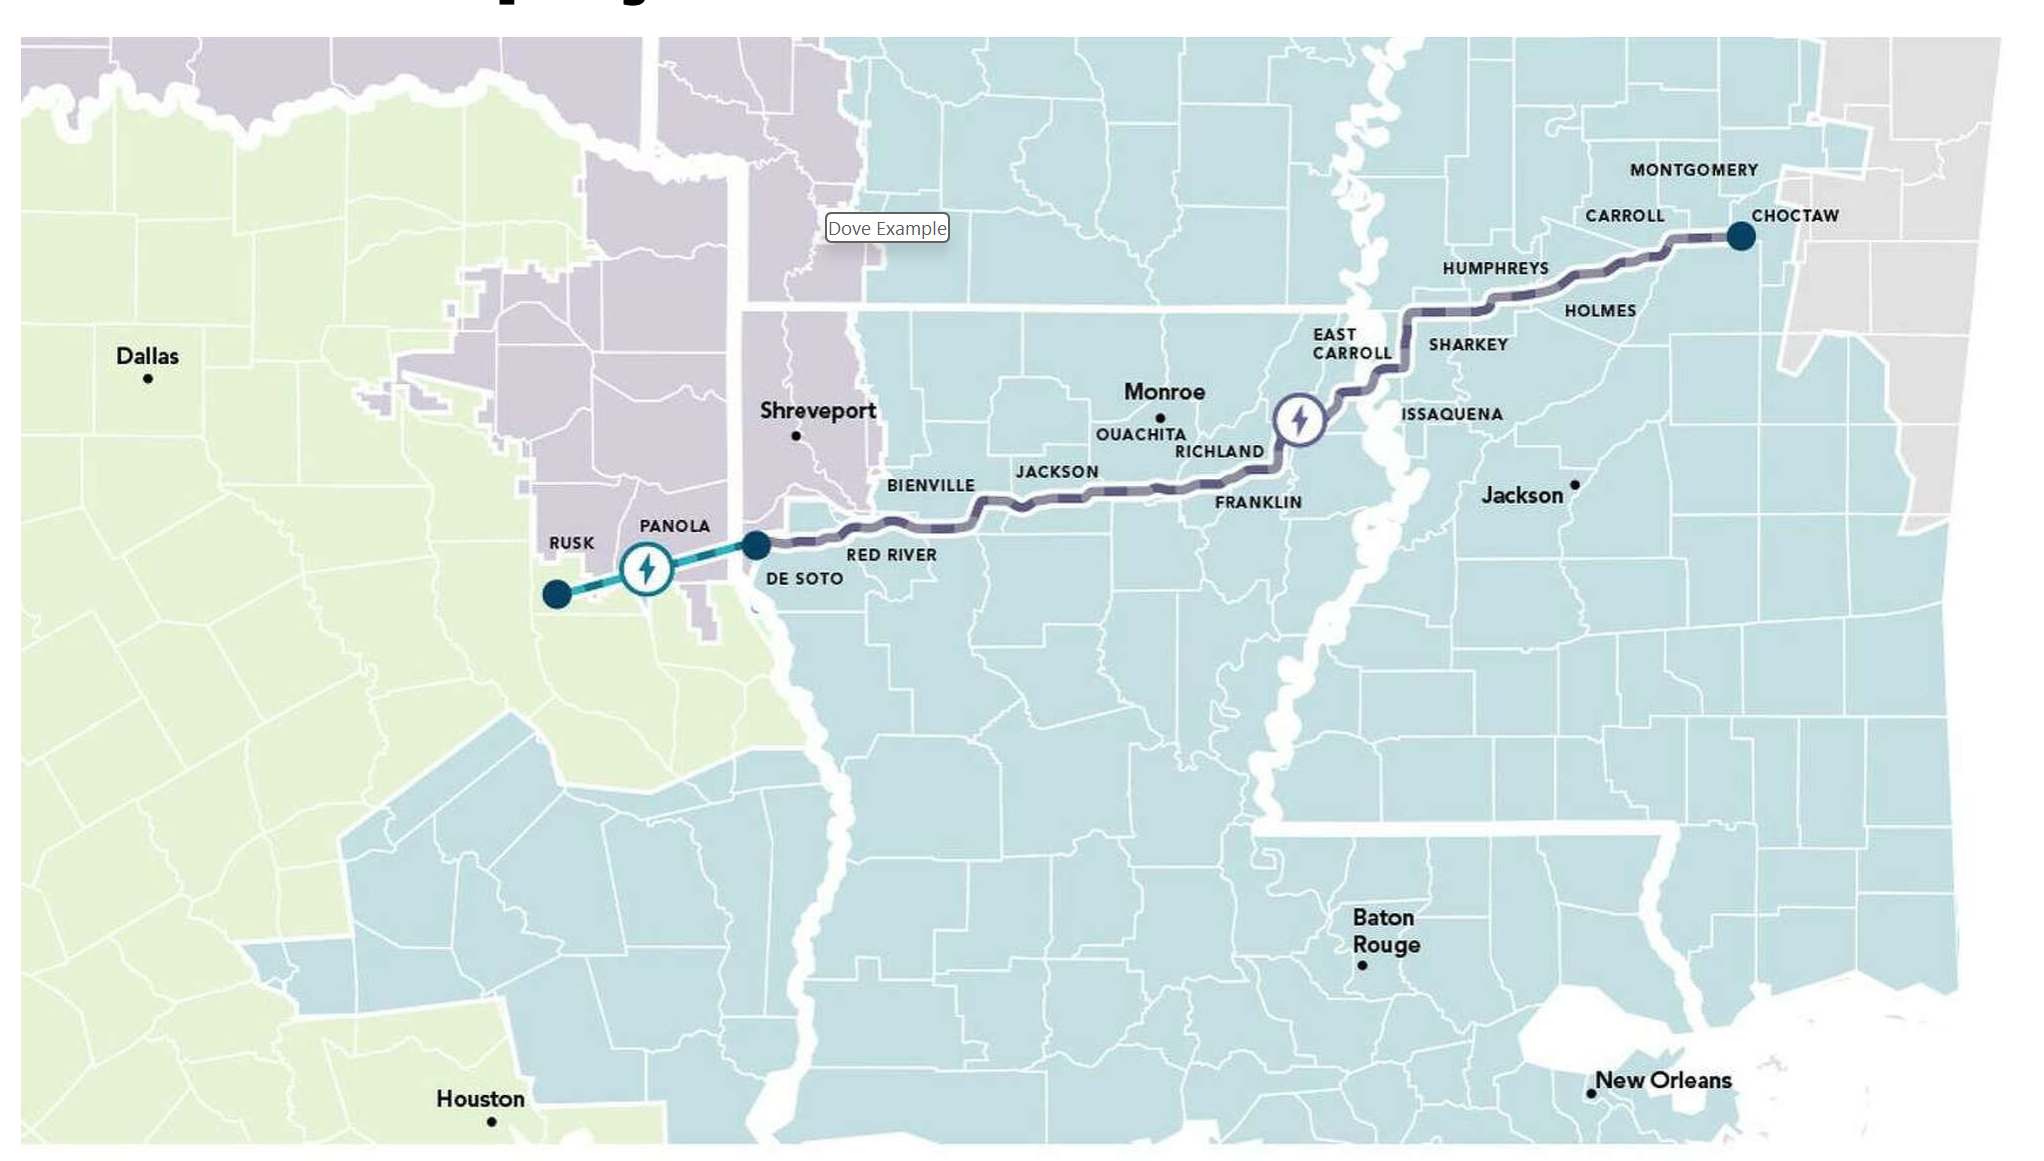 MONTGOMERY
CARROLL
CHOCTAW
Dove Example
HUMPHREYS
HOLMES
EAST
CARROLL
SHARKEY
Dallas
Monroe
Shreveport
ISSAQUENA
OUACHITA
RICHLAND
JACKSON
BIENVILLE
Jackson
FRANKLIN
PANOLA
RUSK
RED RIVER
DE SOTO
Baton
Rouge
New Orleans
Houston